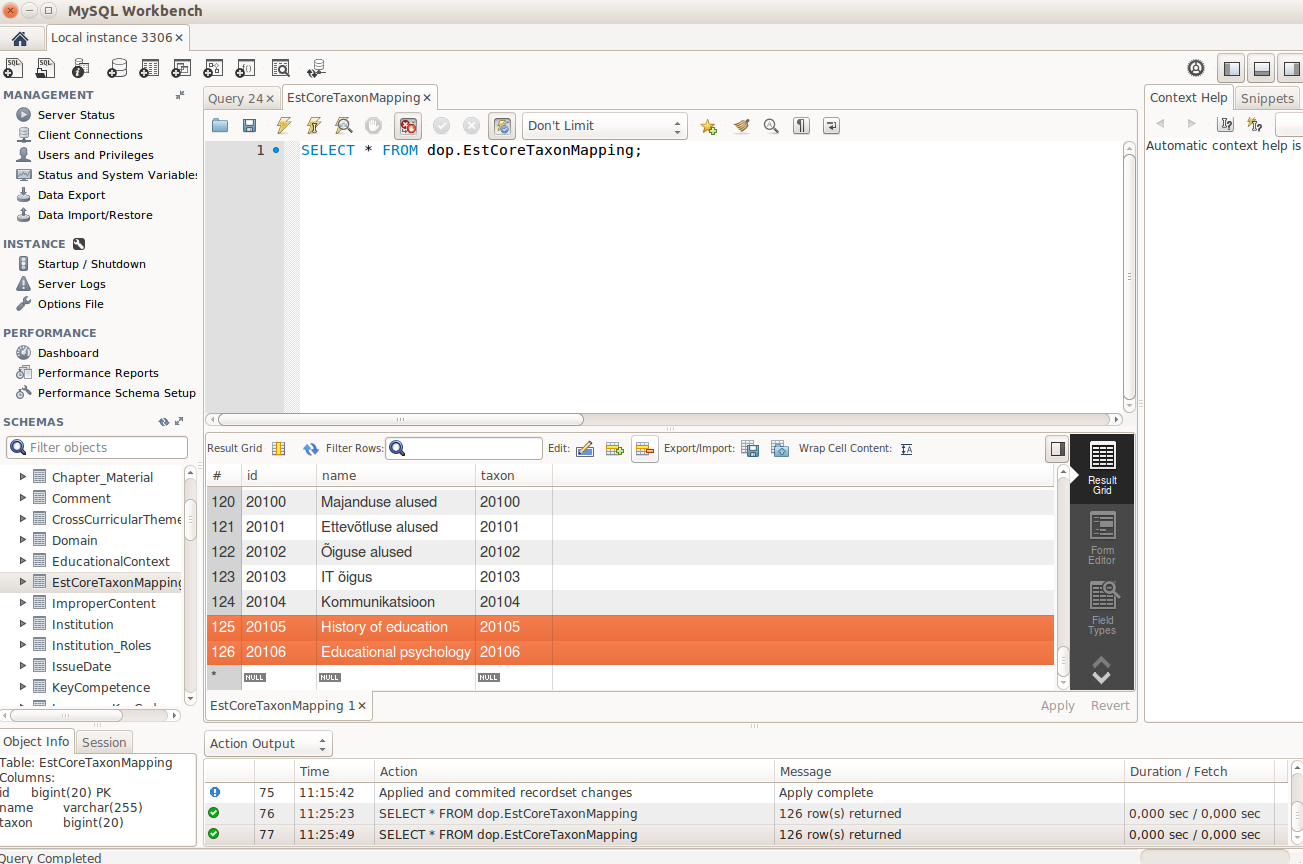 MySQL Workbench
Local instance 3306
MANAGEMENT
Server Status
Client Connections
Users and Privileges
Status and System Variables
Data Export
Data Import/Restore
INSTANCE
Startup / Shutdown
Server Logs
Options File
PERFORMANCE
Dashboard
Performance Reports
Performance Schema Setup
SCHEMAS
Filter objects
Chapter_Material
Comment
CrossCurricularTheme
Domain
EducationalContext
EstCoreTaxonMapping
ImproperContent
Institution
Institution_Roles
IssueDate
KeyCompetence
Object Info Session
Table: EstCoreTaxonMapping
Columns:
id bigint(20) PK
name varchar(255)
taxon bigint(20)
Query 24 EstCoreTaxonMapping
Don't Limit
1 SELECT * FROM dop.EstCoreTaxonMapping;
Result Grid Filter Rows: Edit: Export/Import: Wrap Cell Content:
# id name taxon
120 20100 Majanduse alused 20100
121 20101 Ettevõtluse alused 20101
122 20102 Õiguse alused 20102
123 20103 IT õigus 20103
124 20104 Kommunikatsioon 20104
125 20105 History of education 20105
126 20106 Educational psychology 20106
* NULL NULL NULL
Result
Grid
Form
Editor
Field
Types
EstCoreTaxonMapping 1 Apply Revert
Action Output
Time Action Message Duration / Fetch
75 11:15:42 Applied and commited recordset changes Apply complete
76 11:25:23 SELECT * FROM dop.EstCoreTaxonMapping 126 row(s) returned 0,000 sec / 0,000 sec
77 11:25:49 SELECT * FROM dop.EstCoreTaxonMapping 126 row(s) returned 0,000 sec / 0,000 sec
Context Help Snippets
Automatic context help is
Query Completed